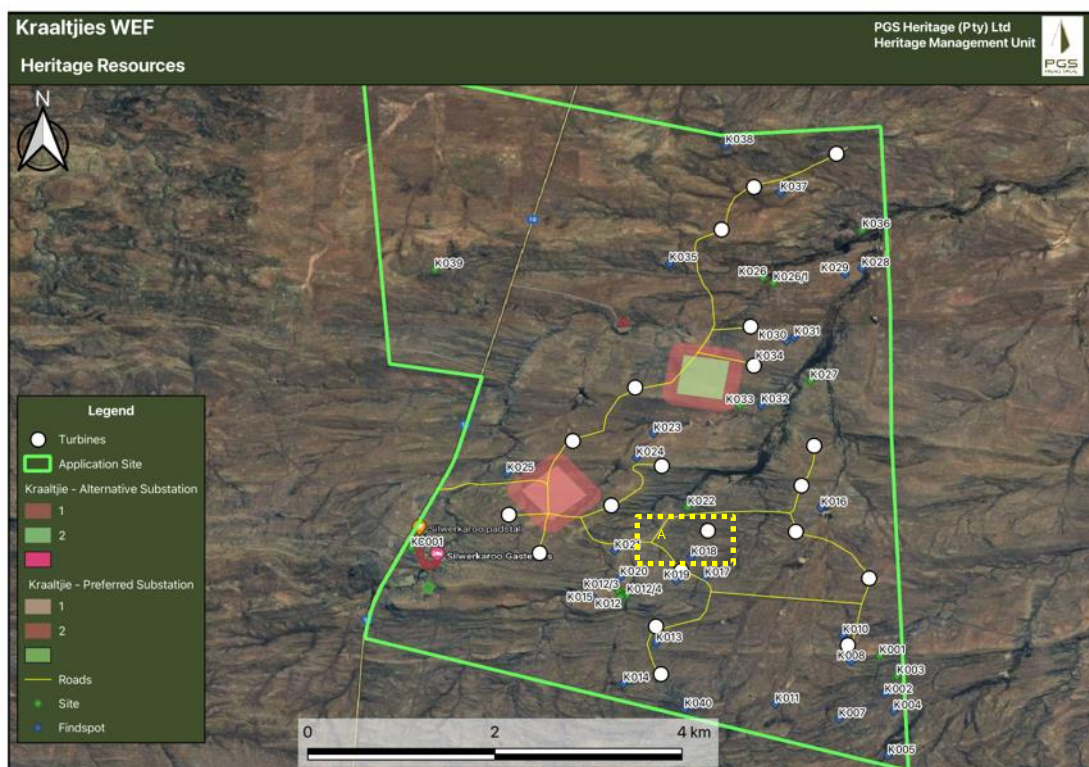 Kraaltjies WEF
Heritage Resources
PGS Heritage (Pty) Ltd
Heritage Management Unit
PGS
N
K038
K037
K036
K035
K039
K026
K026/1
K029
K028
K030
K031
K034
K027
K033
K032
K023
K024
K025
K022
K016
Silwerkaroo padstal
A
K021
K018
Silwerkaroo
K020
K019
K017
K012/3
K012/4
K015
K012
K013
K010
K008
K001
K003
K014
K002
K040
K011
K004
K007
K005
Legend
Turbines
Application Site
Kraaltjie - Alternative Substation
1
2
Kraaltjie - Preferred Substation
1
2
Roads
Site
Findspot
0
2
4 km